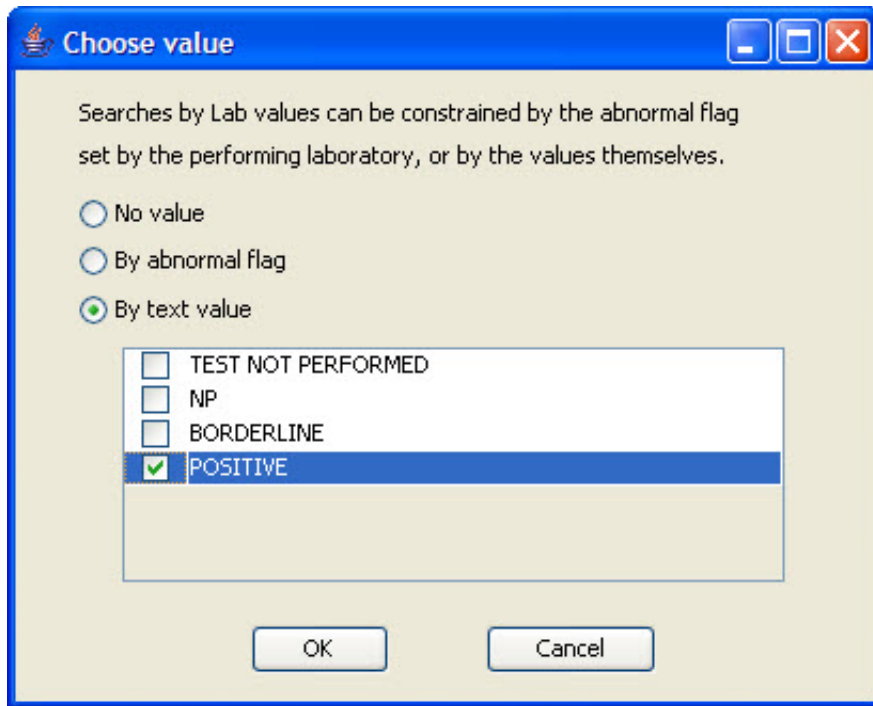 Choose value
Searches by Lab values can be constrained by the abnormal flag
set by the performing laboratory, or by the values themselves.
No value
By abnormal flag
By text value
TEST NOT PERFORMED
NP
BORDERLINE
POSITIVE
OK
Cancel